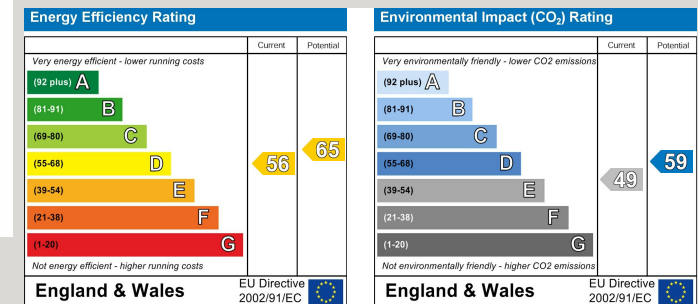 Energy Efficiency Rating
Current Potential
Very energy efficient - lower running costs
(92 plus) A
(81-91) B
(69-80) C
(55-68) D
(39-54) E
(21-38) F
(1-20) G
56
65
Not energy efficient - higher running costs
England & Wales
EU Directive
2002/91/EC
Environmental Impact (CO₂) Rating
Current Potential
Very environmentally friendly - lower CO2 emissions
(92 plus) A
(81-91) B
(69-80) C
(55-68) D
(39-54) E
(21-38) F
(1-20) G
49
59
Not environmentally friendly - higher CO2 emissions
England & Wales
EU Directive
2002/91/EC